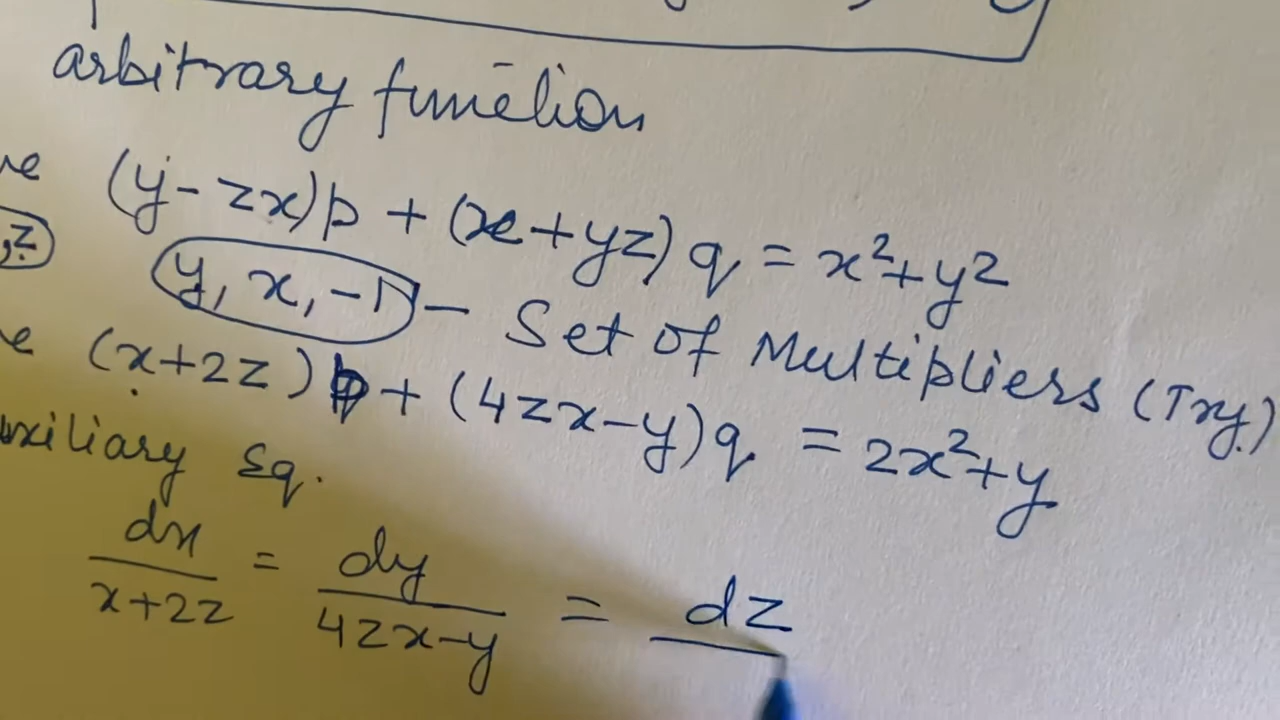 arbitrary function
(y-zx)p + (x+yz)q = x²+y²
,z
y, x, -1 - Set of Multipliers (Try.)
(x+2z)p + (4zx-y)q = 2x²+y
uxiliary Eq.
dx/x+2z = dy/4zx-y = dz